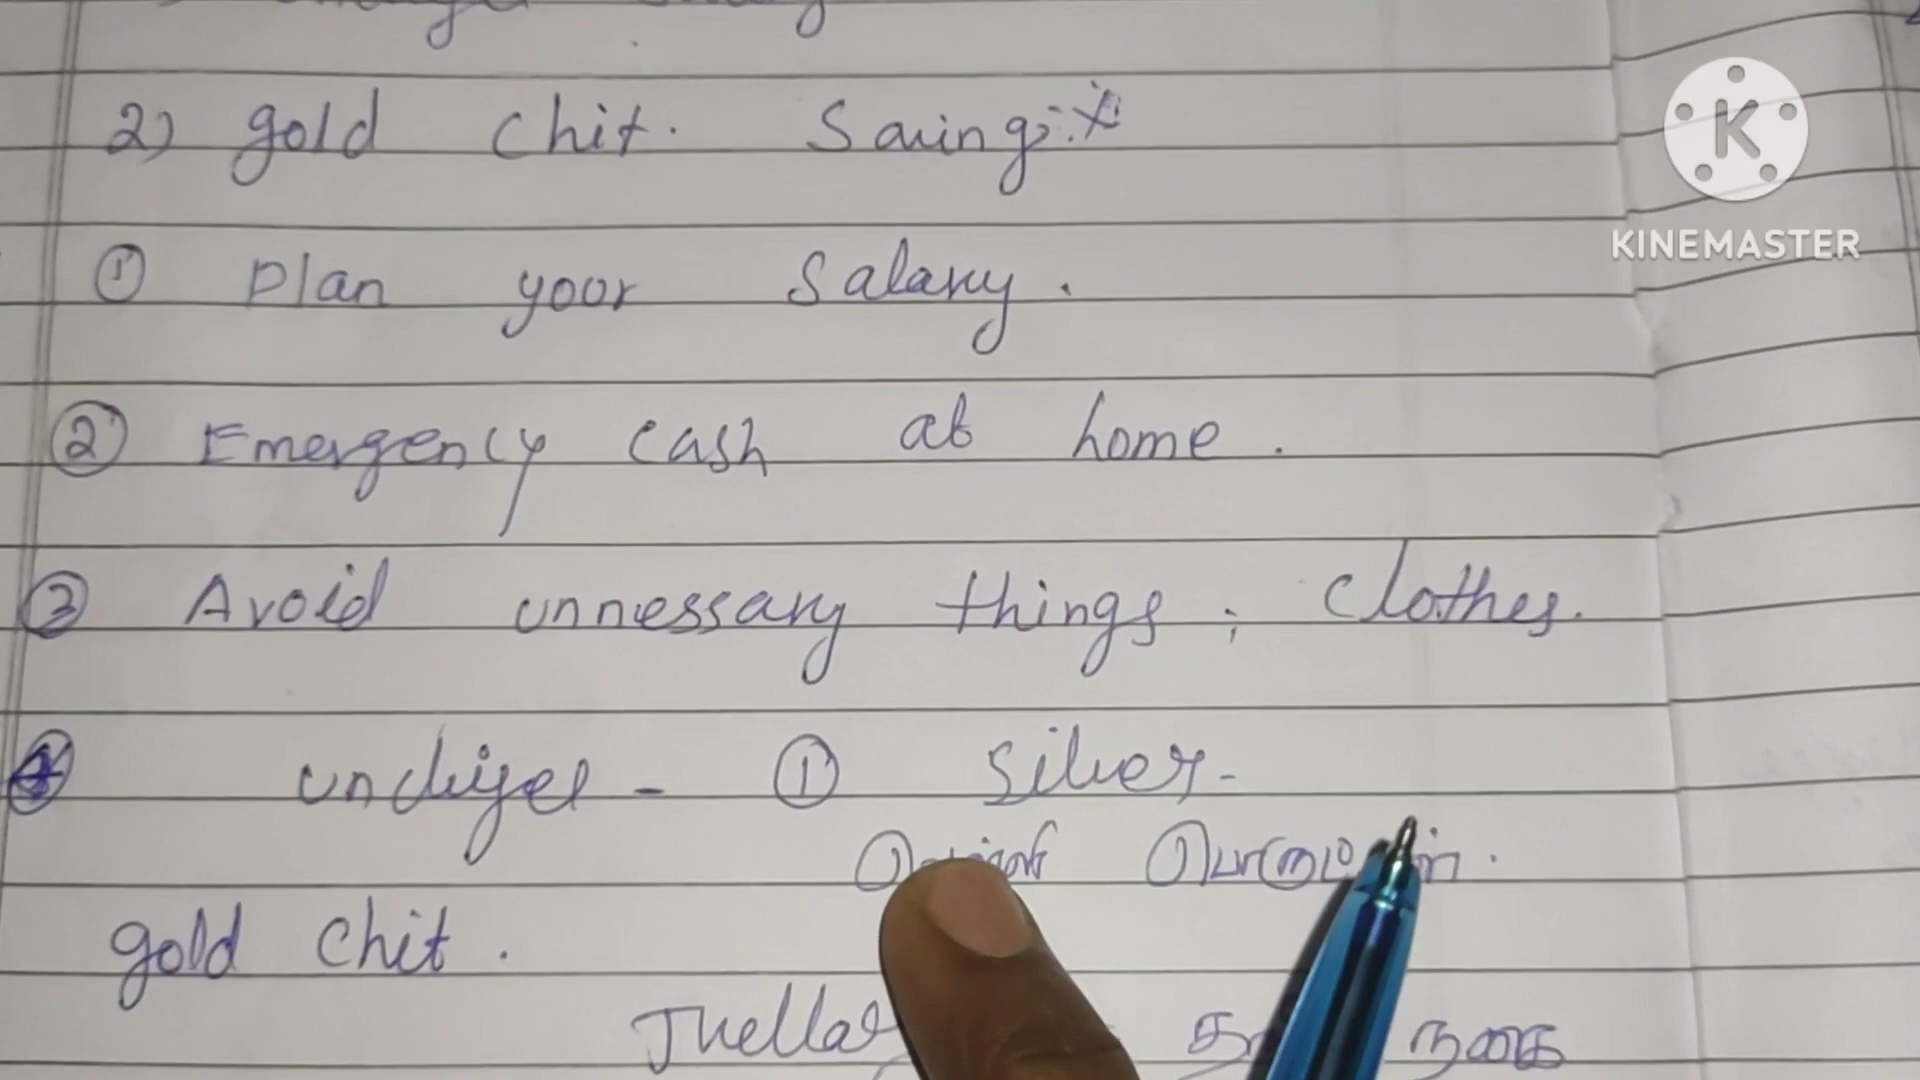 2) gold chit. Saving
① Plan your Salary.
② Emergency cash at home.
③ Avoid unnessary things; clothes.
④ undiyel - ① Silver-
gold chit.
நகை
K
KINEMASTER